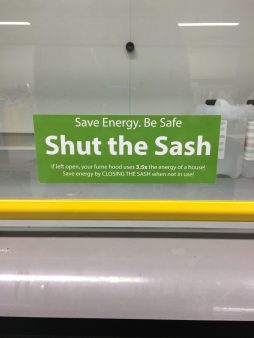 Save Energy. Be Safe
Shut the Sash
If left open, your fume hood uses 3.5x the energy of a house!
Save energy by CLOSING THE SASH when not in use!